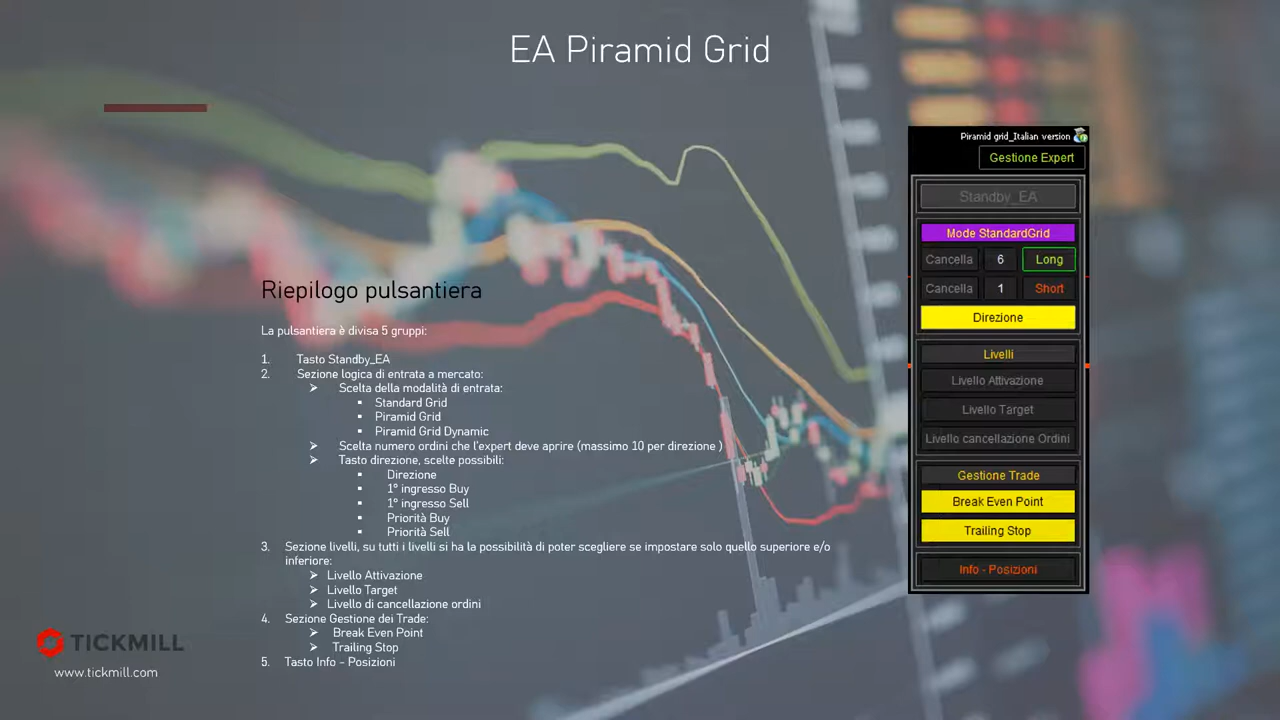 EA Piramid Grid
Riepilogo pulsantiera
La pulsantiera è divisa 5 gruppi:
1. Tasto Standby_EA
2. Sezione logica di entrata a mercato:
➢ Scelta della modalità di entrata:
▪ Standard Grid
▪ Piramid Grid
▪ Piramid Grid Dynamic
➢ Scelta numero ordini che l'expert deve aprire (massimo 10 per direzione )
➢ Tasto direzione, scelte possibili:
▪ Direzione
▪ 1° ingresso Buy
▪ 1° ingresso Sell
▪ Priorità Buy
▪ Priorità Sell
3. Sezione livelli, su tutti i livelli si ha la possibilità di poter scegliere se impostare solo quello superiore e/o
inferiore:
➢ Livello Attivazione
➢ Livello Target
➢ Livello di cancellazione ordini
4. Sezione Gestione dei Trade:
➢ Break Even Point
➢ Trailing Stop
5. Tasto Info – Posizioni
Piramid grid_Italian version
Gestione Expert
Standby_EA
Mode StandardGrid
Cancella 6 Long
Cancella 1 Short
Direzione
Livelli
Livello Attivazione
Livello Target
Livello cancellazione Ordini
Gestione Trade
Break Even Point
Trailing Stop
Info - Posizioni
TICKMILL
www.tickmill.com